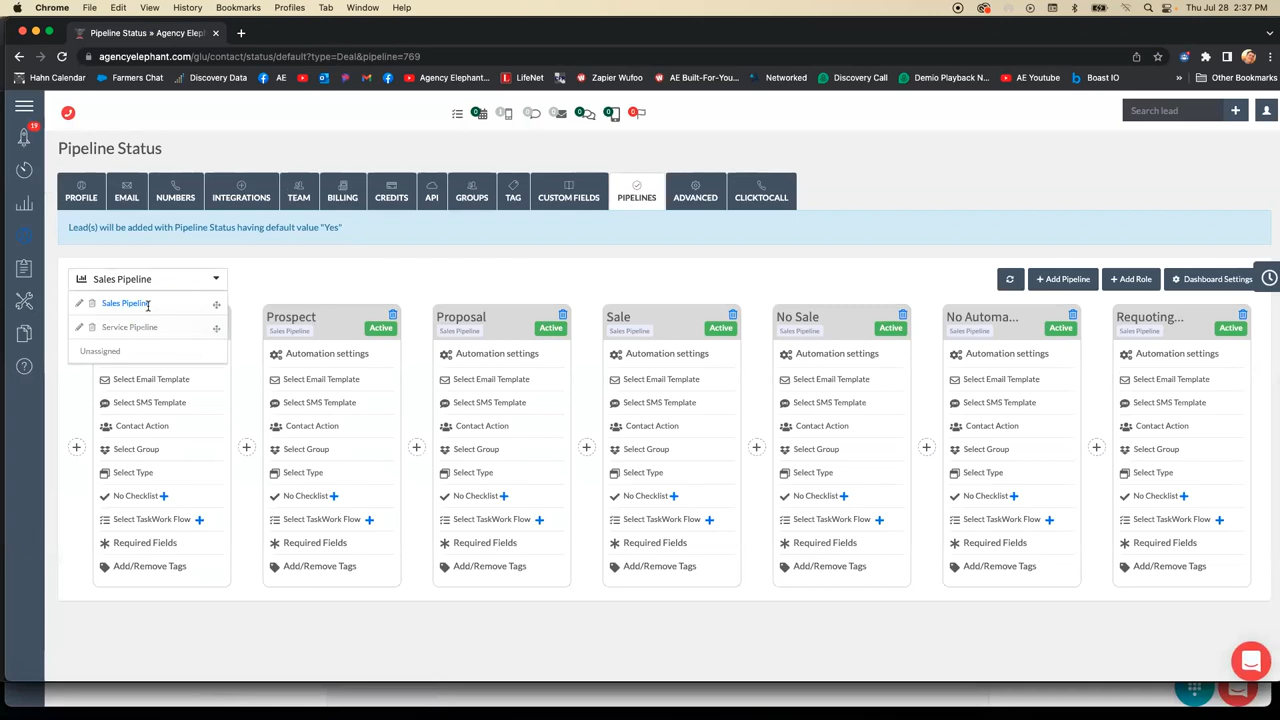 Chrome File Edit View History Bookmarks Profiles Tab Window Help Thu Jul 28 2:37 PM
Pipeline Status » Agency Eleph
agencyelephant.com/glu/contact/status/default?type=Deal&pipeline=769
Hahn Calendar Farmers Chat Discovery Data AE Agency Elephant... LifeNet Zapier Wufoo AE Built-For-You... Networked Discovery Call Demio Playback N... AE Youtube Boast IO » Other Bookmarks
19 0 1 0 0 0 0 0 Search lead
Pipeline Status
PROFILE EMAIL NUMBERS INTEGRATIONS TEAM BILLING CREDITS API GROUPS TAG CUSTOM FIELDS PIPELINES ADVANCED CLICKTOCALL
Lead(s) will be added with Pipeline Status having default value "Yes"
Sales Pipeline + Add Pipeline + Add Role Dashboard Settings
Sales Pipeline
Service Pipeline
Unassigned
Prospect Proposal Sale No Sale No Automa... Requoting...
Sales Pipeline Active Sales Pipeline Active Sales Pipeline Active Sales Pipeline Active Sales Pipeline Active Sales Pipeline Active
Automation settings Automation settings Automation settings Automation settings Automation settings Automation settings
Select Email Template Select Email Template Select Email Template Select Email Template Select Email Template Select Email Template Select Email Template
Select SMS Template Select SMS Template Select SMS Template Select SMS Template Select SMS Template Select SMS Template Select SMS Template
Contact Action Contact Action Contact Action Contact Action Contact Action Contact Action Contact Action
Select Group Select Group Select Group Select Group Select Group Select Group Select Group
Select Type Select Type Select Type Select Type Select Type Select Type Select Type
No Checklist No Checklist No Checklist No Checklist No Checklist No Checklist No Checklist
Select TaskWork Flow Select TaskWork Flow Select TaskWork Flow Select TaskWork Flow Select TaskWork Flow Select TaskWork Flow Select TaskWork Flow
Required Fields Required Fields Required Fields Required Fields Required Fields Required Fields Required Fields
Add/Remove Tags Add/Remove Tags Add/Remove Tags Add/Remove Tags Add/Remove Tags Add/Remove Tags Add/Remove Tags